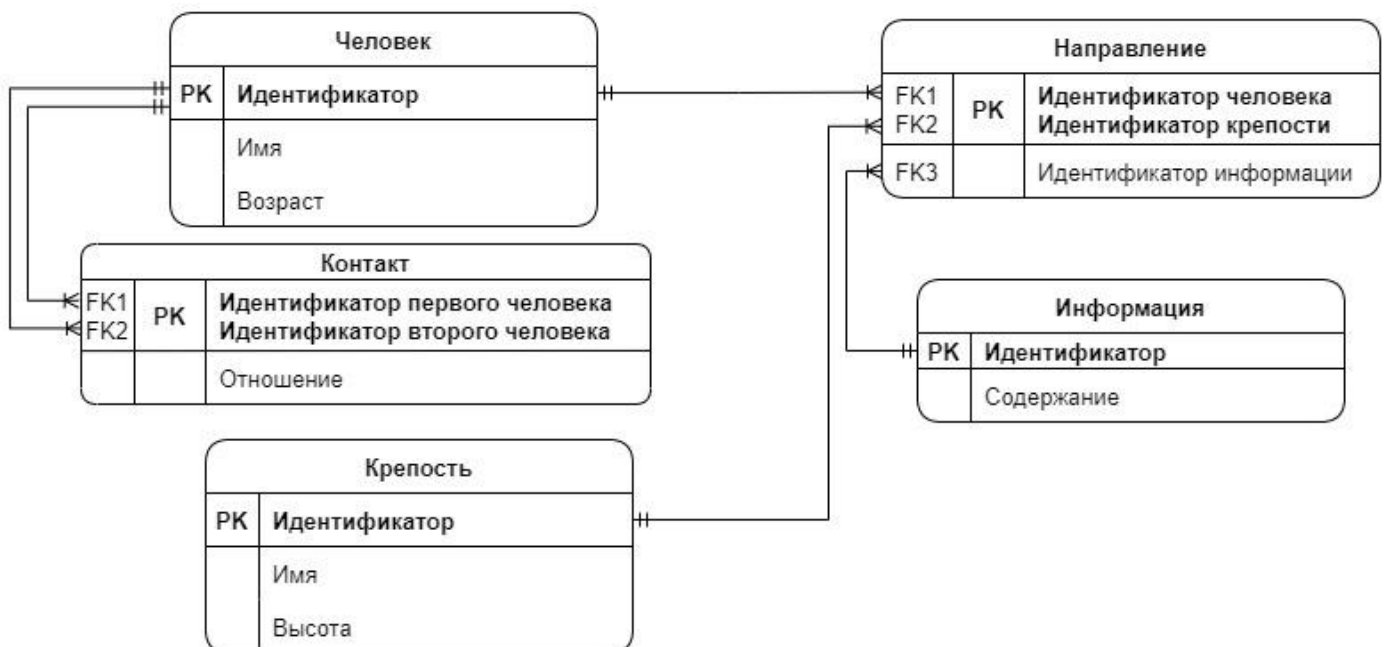 Человек
PK Идентификатор
Имя
Возраст
Направление
FK1 PK Идентификатор человека
FK2 Идентификатор крепости
FK3 Идентификатор информации
Контакт
FK1 PK Идентификатор первого человека
FK2 Идентификатор второго человека
Отношение
Информация
PK Идентификатор
Содержание
Крепость
PK Идентификатор
Имя
Высота